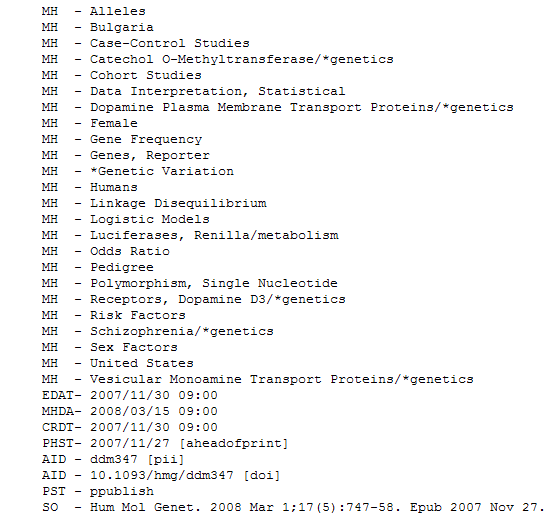 MH  - Alleles
MH  - Bulgaria
MH  - Case-Control Studies
MH  - Catechol O-Methyltransferase/*genetics
MH  - Cohort Studies
MH  - Data Interpretation, Statistical
MH  - Dopamine Plasma Membrane Transport Proteins/*genetics
MH  - Female
MH  - Gene Frequency
MH  - Genes, Reporter
MH  - *Genetic Variation
MH  - Humans
MH  - Linkage Disequilibrium
MH  - Logistic Models
MH  - Luciferases, Renilla/metabolism
MH  - Odds Ratio
MH  - Pedigree
MH  - Polymorphism, Single Nucleotide
MH  - Receptors, Dopamine D3/*genetics
MH  - Risk Factors
MH  - Schizophrenia/*genetics
MH  - Sex Factors
MH  - United States
MH  - Vesicular Monoamine Transport Proteins/*genetics
EDAT- 2007/11/30 09:00
MHDA- 2008/03/15 09:00
CRDT- 2007/11/30 09:00
PHST- 2007/11/27 [aheadofprint]
AID - ddm347 [pii]
AID - 10.1093/hmg/ddm347 [doi]
PST - ppublish
SO  - Hum Mol Genet. 2008 Mar 1;17(5):747-58. Epub 2007 Nov 27.